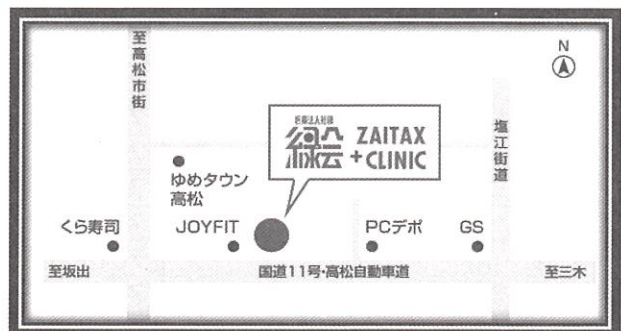 至高松市街
N
医療法人社団
ZAITAX
+CLINIC
塩江街道
ゆめタウン
高松
くら寿司
JOYFIT
PCデポ
GS
至坂出
国道11号・高松自動車道
至三木